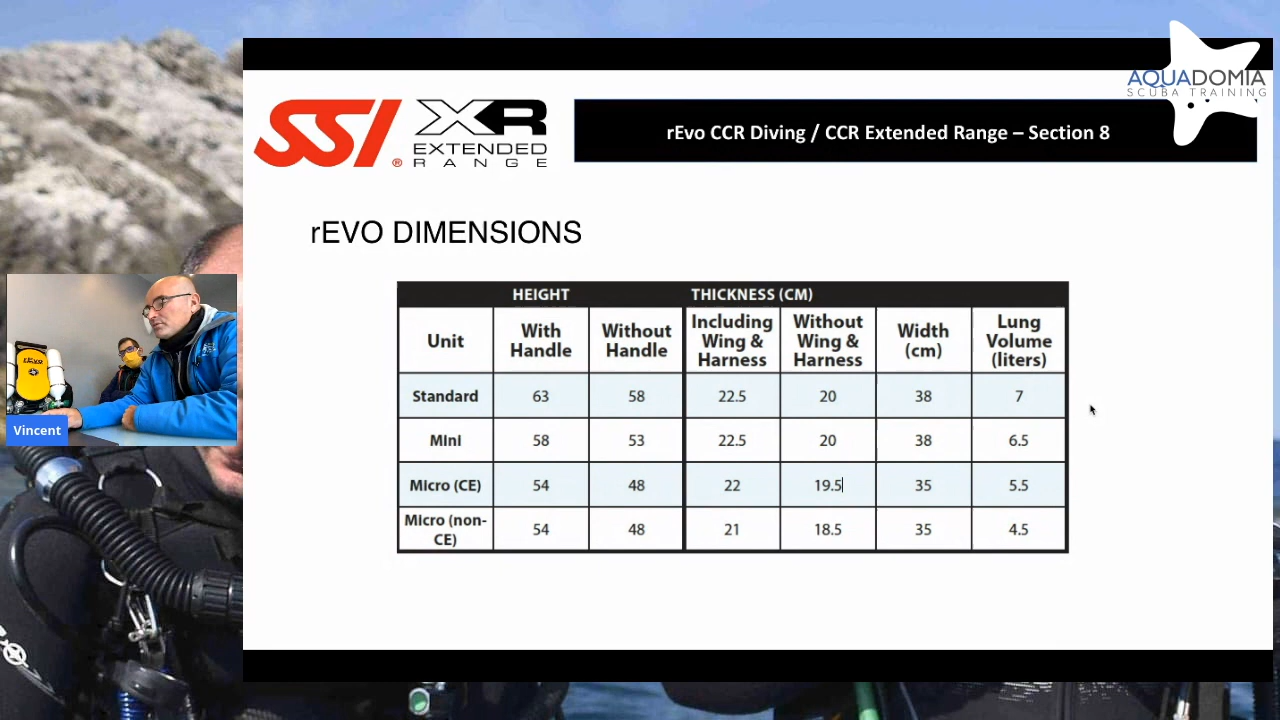 AQUADOMIA
SCUBA TRAINING
SSI® XR
EXTENDED
RANGE
rEvo CCR Diving / CCR Extended Range – Section 8
rEVO DIMENSIONS
HEIGHT THICKNESS (CM)
Unit With Handle Without Handle Including Wing & Harness Without Wing & Harness Width (cm) Lung Volume (liters)
Standard 63 58 22.5 20 38 7
Mini 58 53 22.5 20 38 6.5
Micro (CE) 54 48 22 19.5 35 5.5
Micro (non-CE) 54 48 21 18.5 35 4.5
rEVO
Vincent